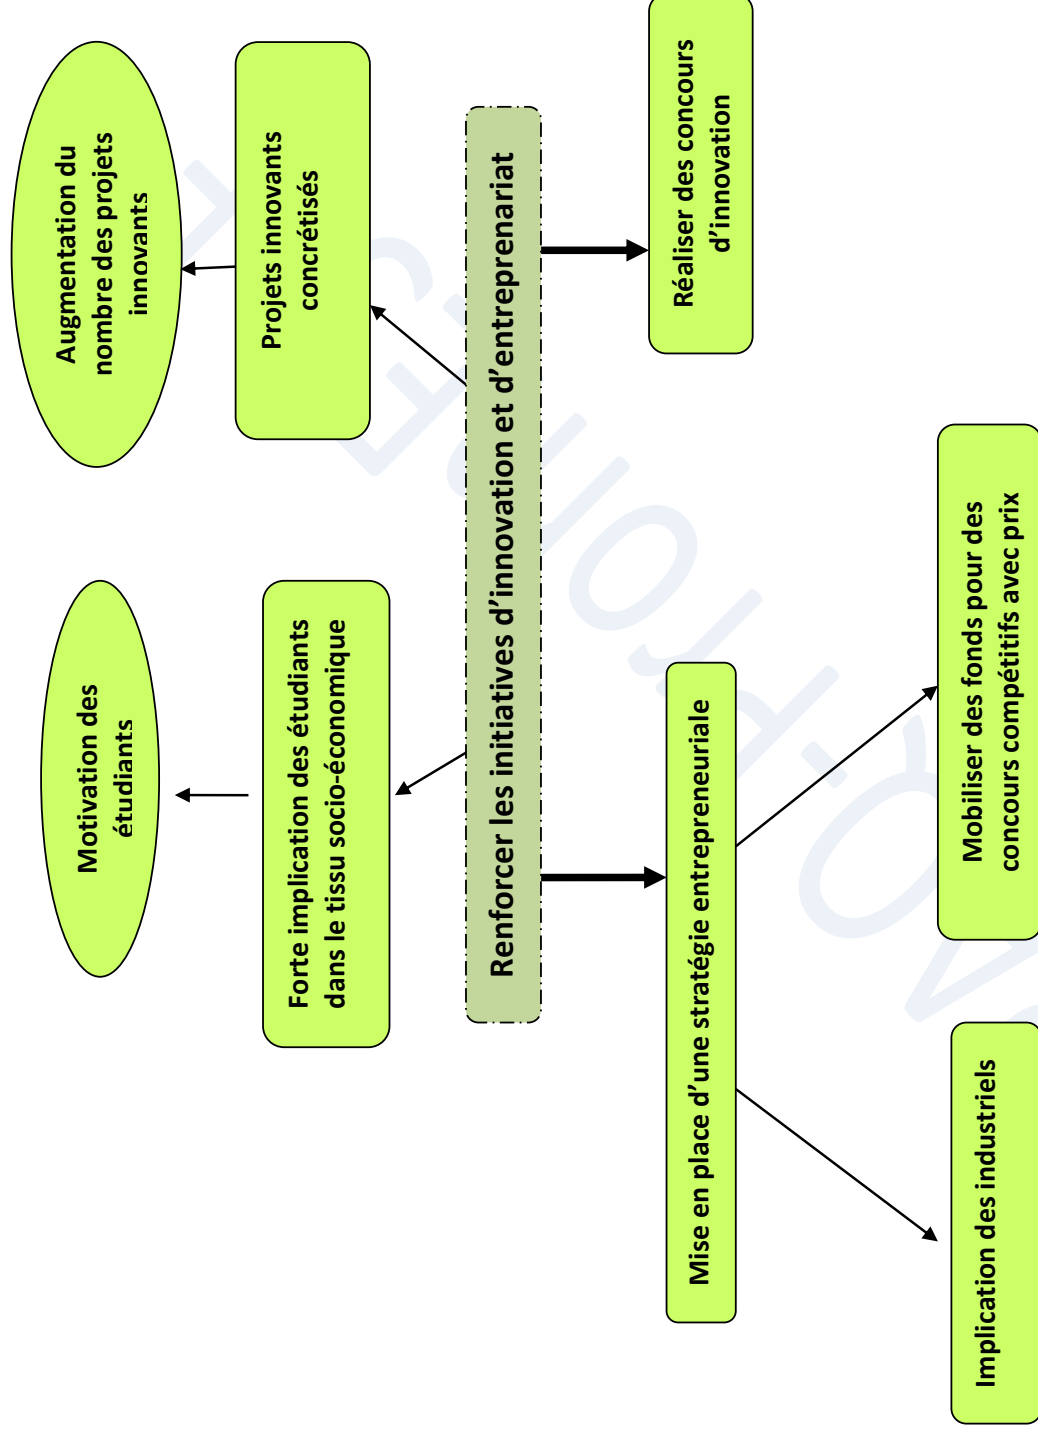 Motivation des
étudiants
Augmentation du
nombre des projets
innovants
Forte implication des étudiants
dans le tissu socio-économique
Projets innovants
concrétisés
Renforcer les initiatives d’innovation et d’entreprenariat
Mise en place d’une stratégie entrepreneuriale
Réaliser des concours
d’innovation
Implication des industriels
Mobiliser des fonds pour des
concours compétitifs avec prix